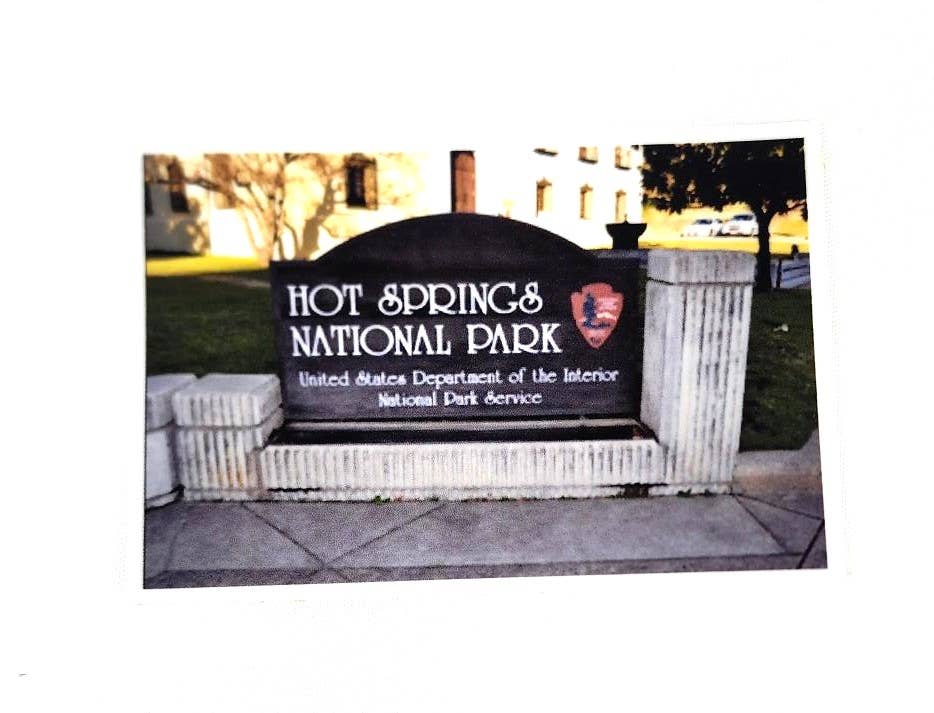 HOT SPRINGS
NATIONAL PARK
United States Department of the Interior
National Park Service